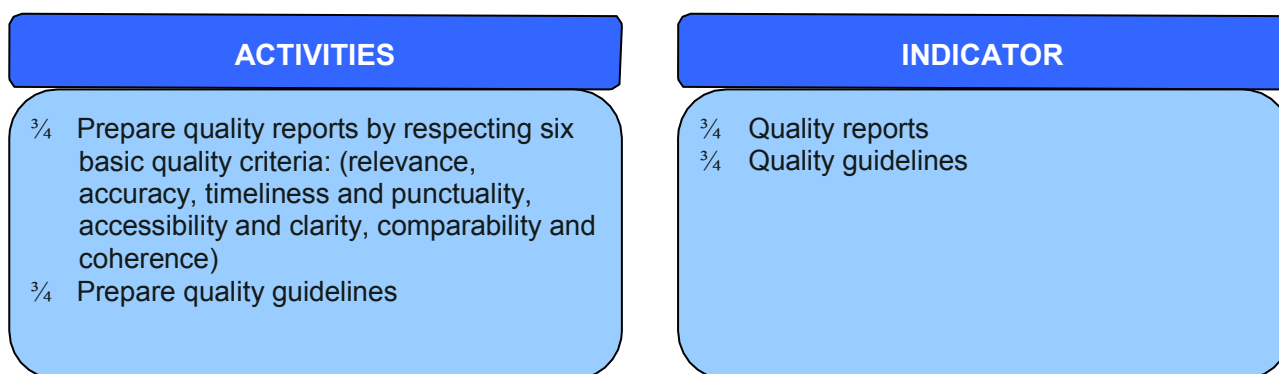 ACTIVITIES
¾ Prepare quality reports by respecting six
basic quality criteria: (relevance,
accuracy, timeliness and punctuality,
accessibility and clarity, comparability and
coherence)
¾ Prepare quality guidelines
INDICATOR
¾ Quality reports
¾ Quality guidelines